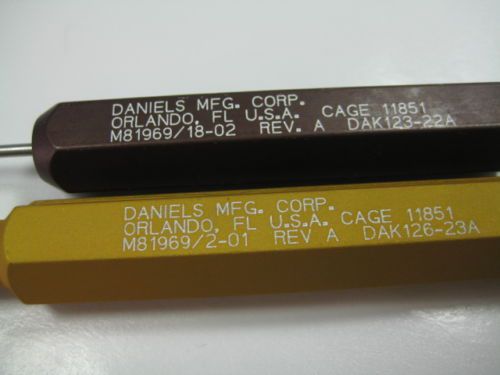 DANIELS MFG. CORP.
ORLANDO, FL U.S.A. CAGE 11851
M81969/18-02 REV. A DAK123-22A
DANIELS MFG. CORP.
ORLANDO, FL U.S.A. CAGE 11851
M81969/2-01 REV A DAK126-23A